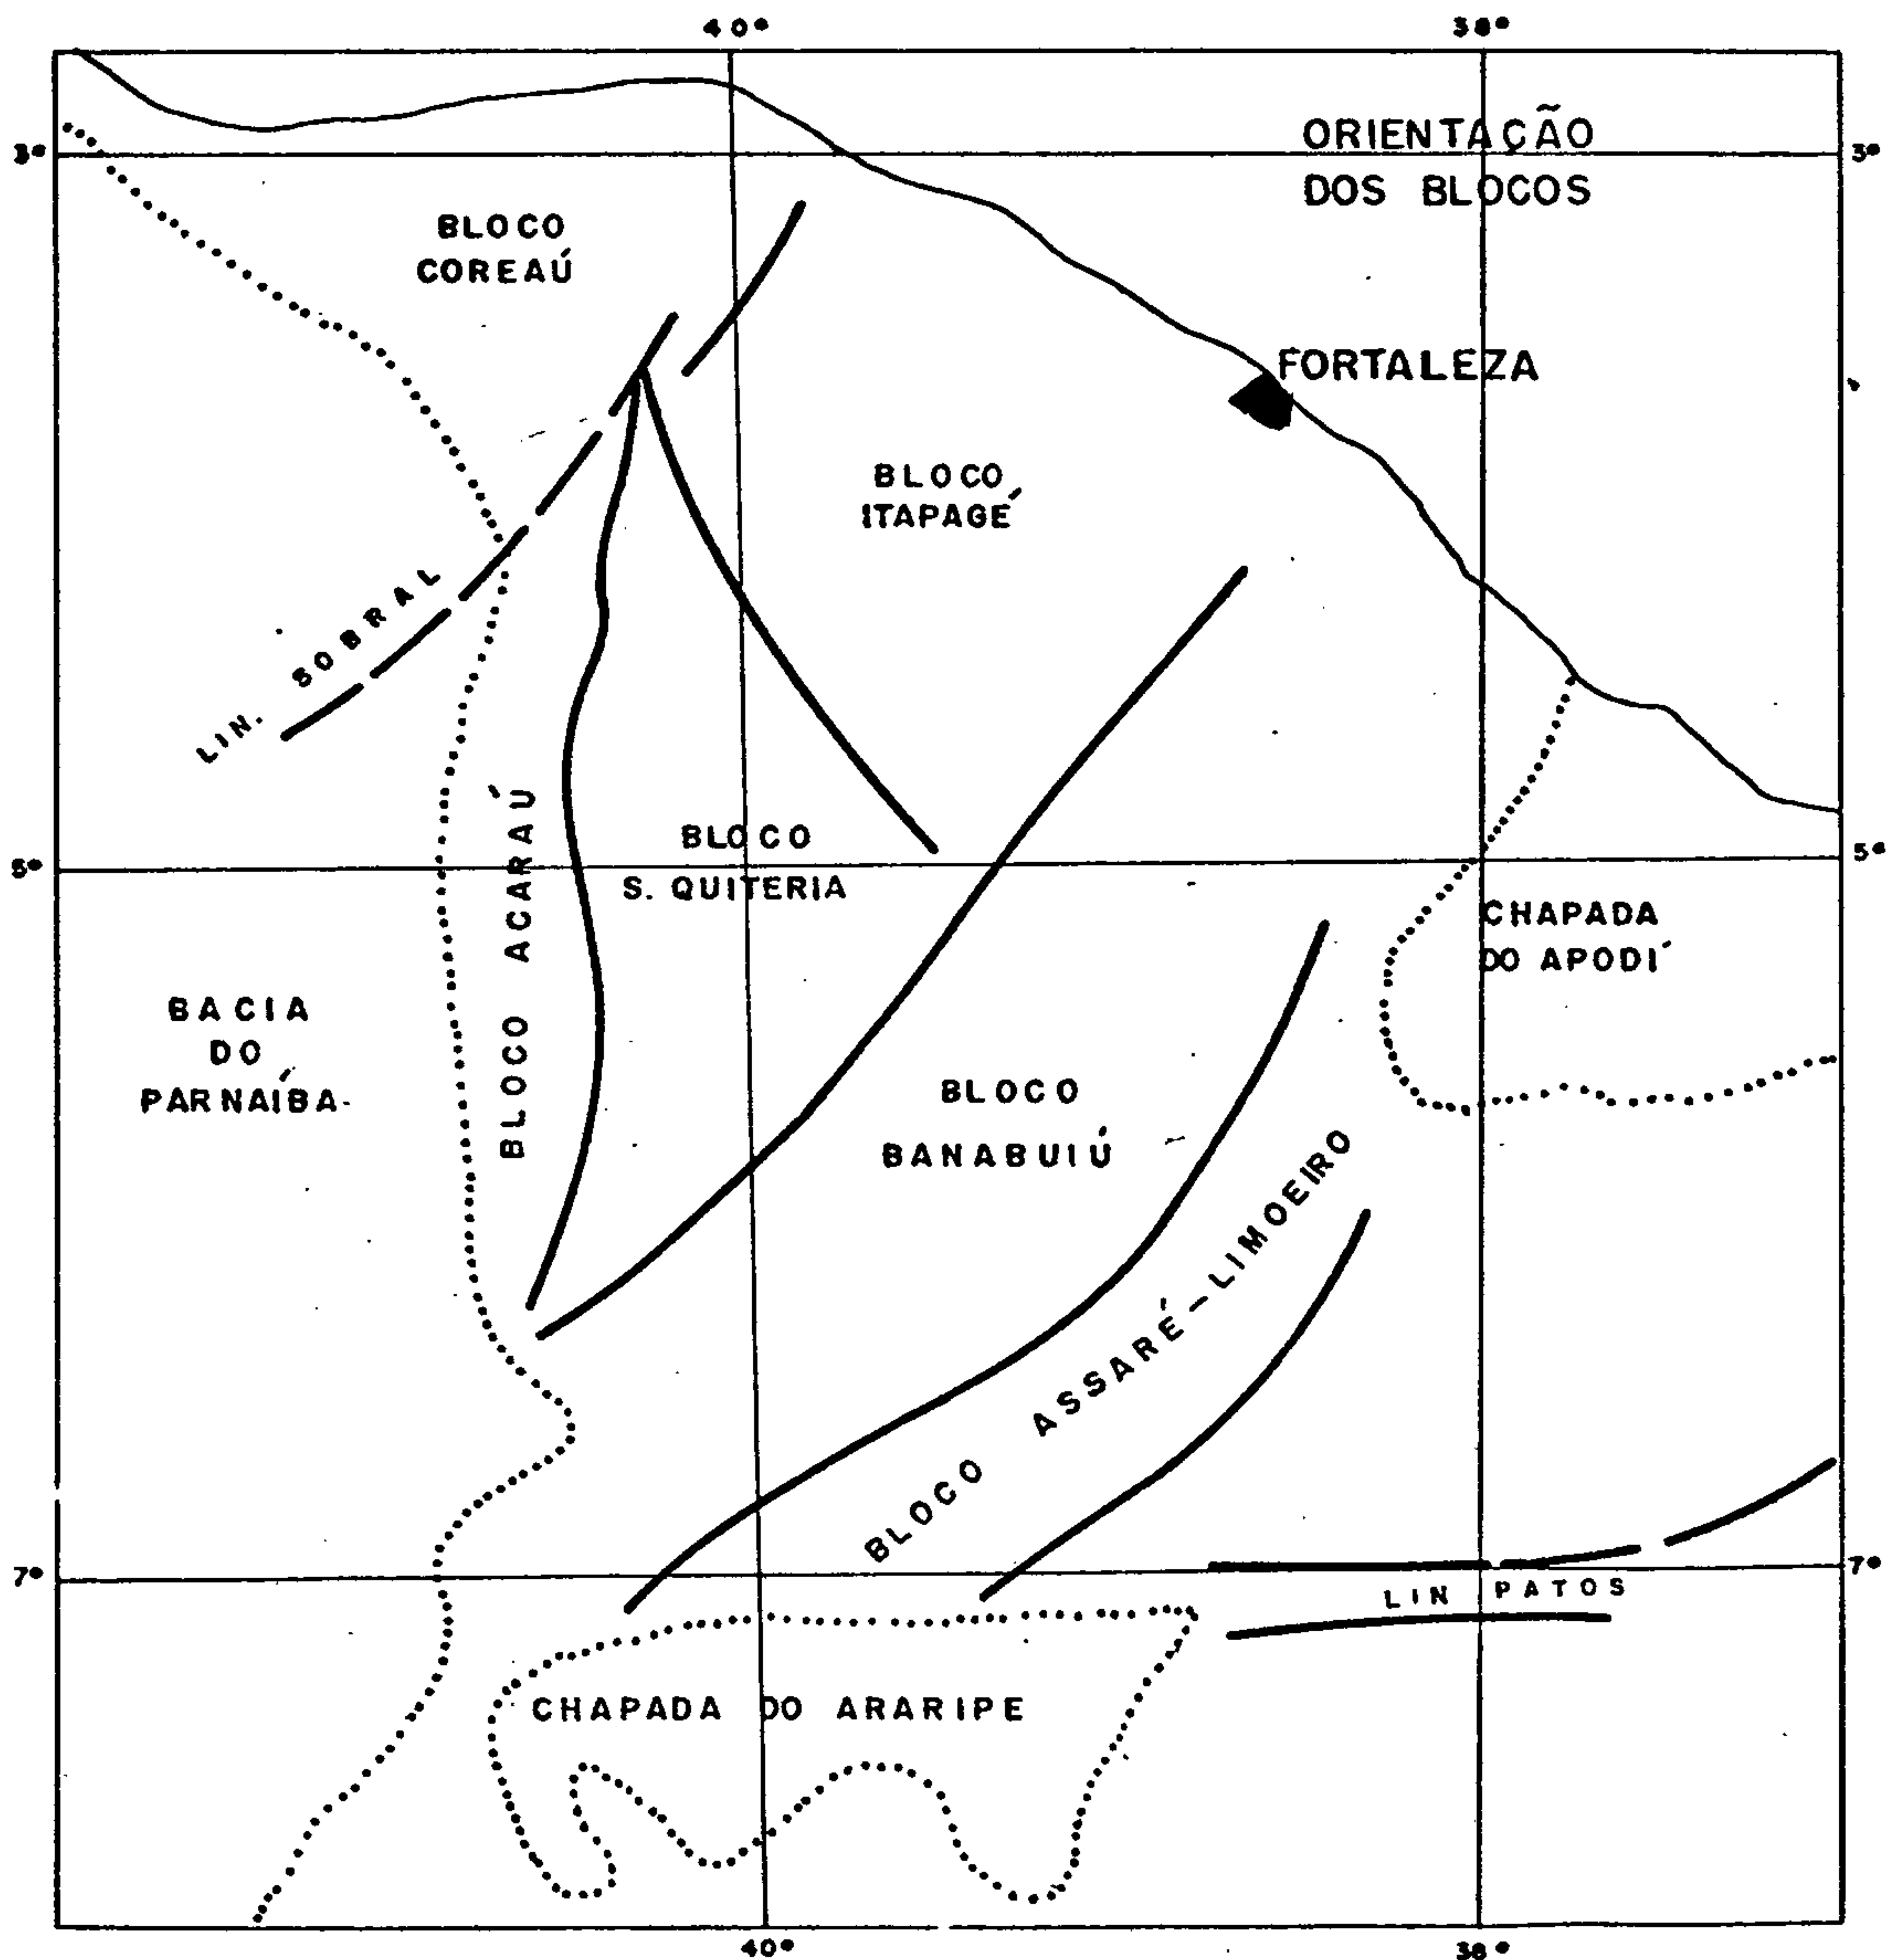 40°
38°
ORIENTAÇÃO
DOS BLOCOS
3°
3°
BLOCO
COREAÚ
FORTALEZA
BLOCO
ITAPAGÉ
LIN. SOBRAL
BLOCO ACARAÚ
BLOCO
S. QUITERIA
5°
5°
CHAPADA
DO APODÍ
BACIA
DO
PARNAÍBA
BLOCO
BANABUIÚ
BLOCO ASSARÉ-LIMOEIRO
7°
7°
LIN PATOS
CHAPADA DO ARARIPE
40°
38°